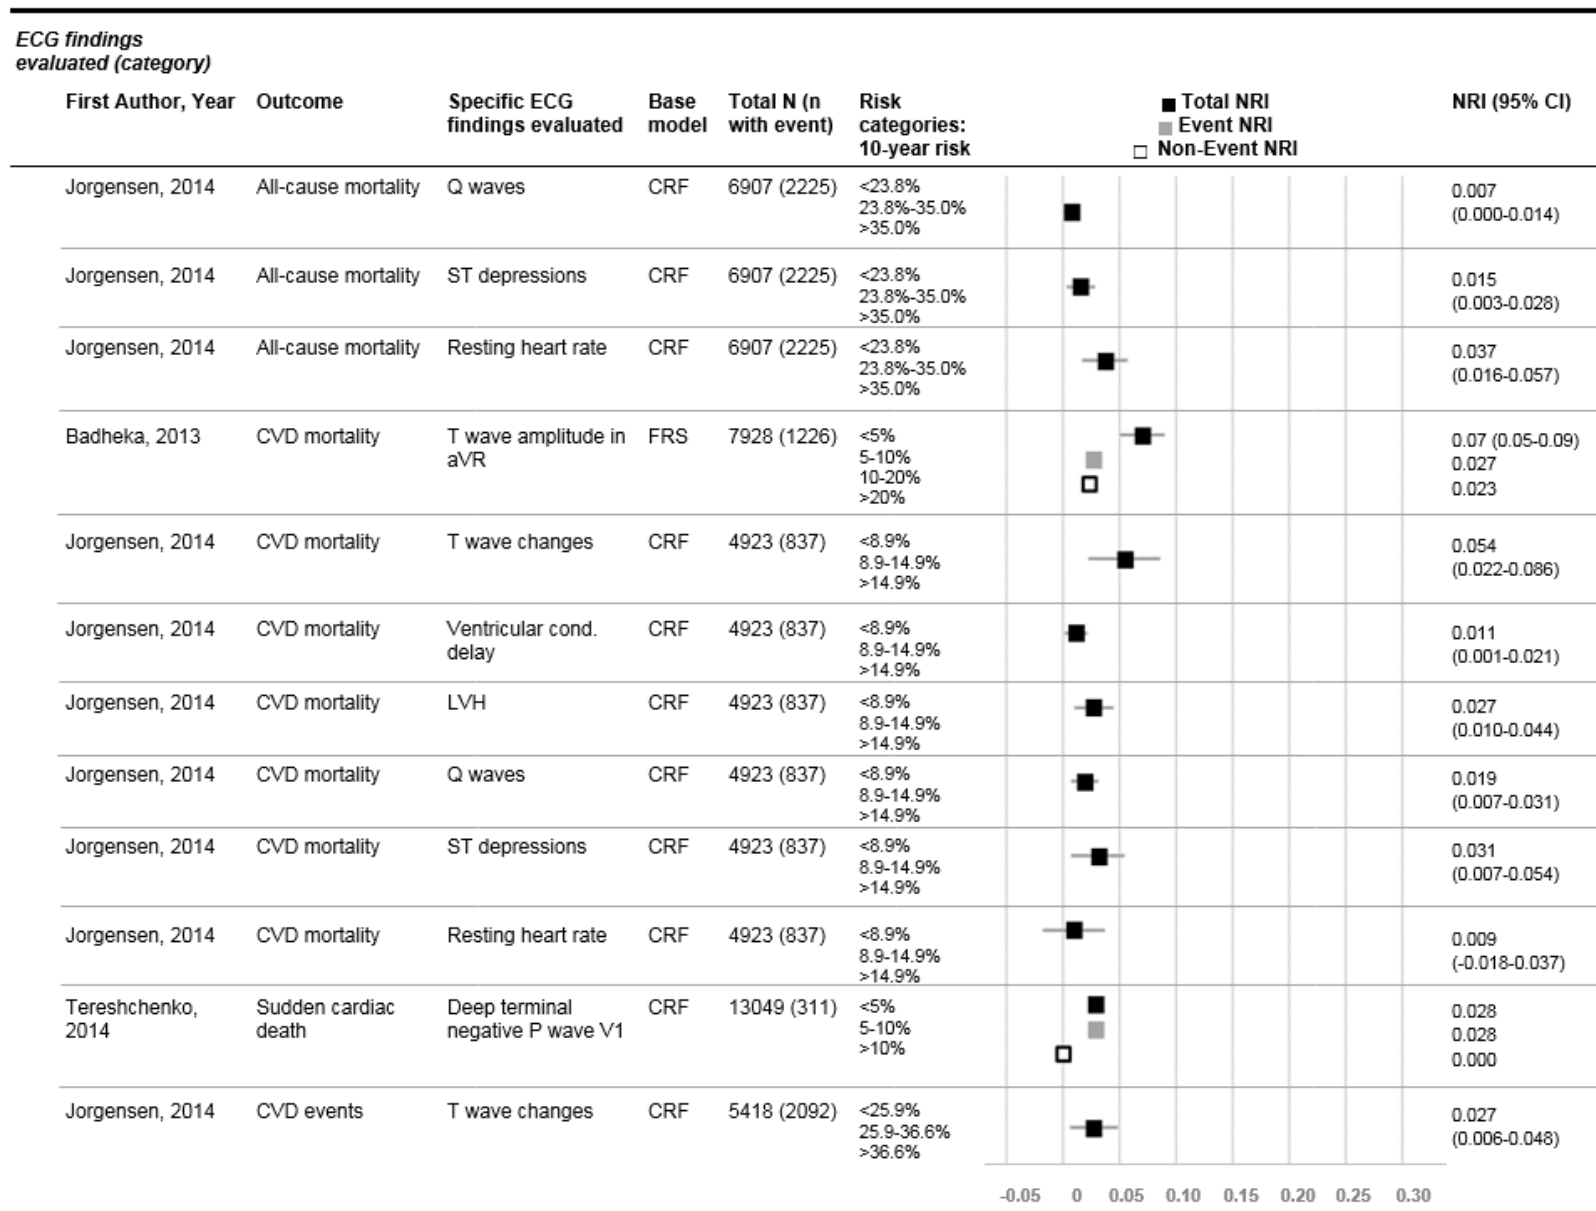 ECG findings
evaluated (category)
First Author, Year Outcome Specific ECG Base Total N (n Risk ■ Total NRI NRI (95% CI)
findings evaluated model with event) categories: ■ Event NRI
10-year risk □ Non-Event NRI
Jorgensen, 2014 All-cause mortality Q waves CRF 6907 (2225) <23.8% 0.007
23.8%-35.0% (0.000-0.014)
>35.0%
Jorgensen, 2014 All-cause mortality ST depressions CRF 6907 (2225) <23.8% 0.015
23.8%-35.0% (0.003-0.028)
>35.0%
Jorgensen, 2014 All-cause mortality Resting heart rate CRF 6907 (2225) <23.8% 0.037
23.8%-35.0% (0.016-0.057)
>35.0%
Badheka, 2013 CVD mortality T wave amplitude in FRS 7928 (1226) <5% 0.07 (0.05-0.09)
aVR 5-10% 0.027
10-20% 0.023
>20%
Jorgensen, 2014 CVD mortality T wave changes CRF 4923 (837) <8.9% 0.054
8.9-14.9% (0.022-0.086)
>14.9%
Jorgensen, 2014 CVD mortality Ventricular cond. CRF 4923 (837) <8.9% 0.011
delay 8.9-14.9% (0.001-0.021)
>14.9%
Jorgensen, 2014 CVD mortality LVH CRF 4923 (837) <8.9% 0.027
8.9-14.9% (0.010-0.044)
>14.9%
Jorgensen, 2014 CVD mortality Q waves CRF 4923 (837) <8.9% 0.019
8.9-14.9% (0.007-0.031)
>14.9%
Jorgensen, 2014 CVD mortality ST depressions CRF 4923 (837) <8.9% 0.031
8.9-14.9% (0.007-0.054)
>14.9%
Jorgensen, 2014 CVD mortality Resting heart rate CRF 4923 (837) <8.9% 0.009
8.9-14.9% (-0.018-0.037)
>14.9%
Tereshchenko, Sudden cardiac Deep terminal CRF 13049 (311) <5% 0.028
2014 death negative P wave V1 5-10% 0.028
>10% 0.000
Jorgensen, 2014 CVD events T wave changes CRF 5418 (2092) <25.9% 0.027
25.9-36.6% (0.006-0.048)
>36.6%
-0.05 0 0.05 0.10 0.15 0.20 0.25 0.30